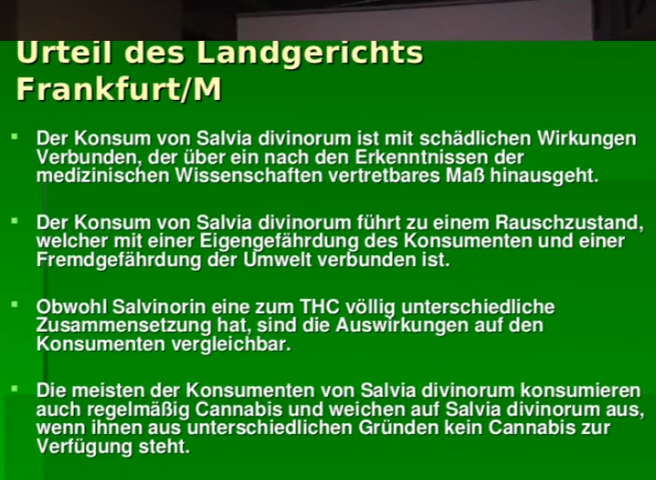 Urteil des Landgerichts
Frankfurt/M
Der Konsum von Salvia divinorum ist mit schädlichen Wirkungen
Verbunden, der über ein nach den Erkenntnissen der
medizinischen Wissenschaften vertretbares Maß hinausgeht.
Der Konsum von Salvia divinorum führt zu einem Rauschzustand,
welcher mit einer Eigengefährdung des Konsumenten und einer
Fremdgefährdung der Umwelt verbunden ist.
Obwohl Salvinorin eine zum THC völlig unterschiedliche
Zusammensetzung hat, sind die Auswirkungen auf den
Konsumenten vergleichbar.
Die meisten der Konsumenten von Salvia divinorum konsumieren
auch regelmäßig Cannabis und weichen auf Salvia divinorum aus,
wenn ihnen aus unterschiedlichen Gründen kein Cannabis zur
Verfügung steht.